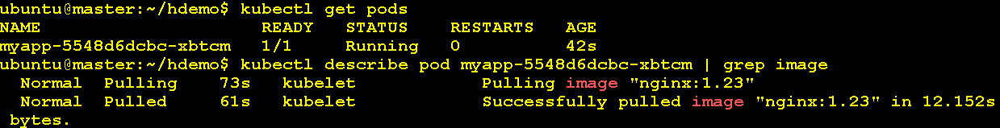 ubuntu@master:~/hdemo$ kubectl get pods
NAME                     READY   STATUS    RESTARTS   AGE
myapp-5548d6dcbc-xbtcm   1/1     Running   0          42s
ubuntu@master:~/hdemo$ kubectl describe pod myapp-5548d6dcbc-xbtcm | grep image
  Normal  Pulling    73s   kubelet            Pulling image "nginx:1.23"
  Normal  Pulled     61s   kubelet            Successfully pulled image "nginx:1.23" in 12.152s
 bytes.